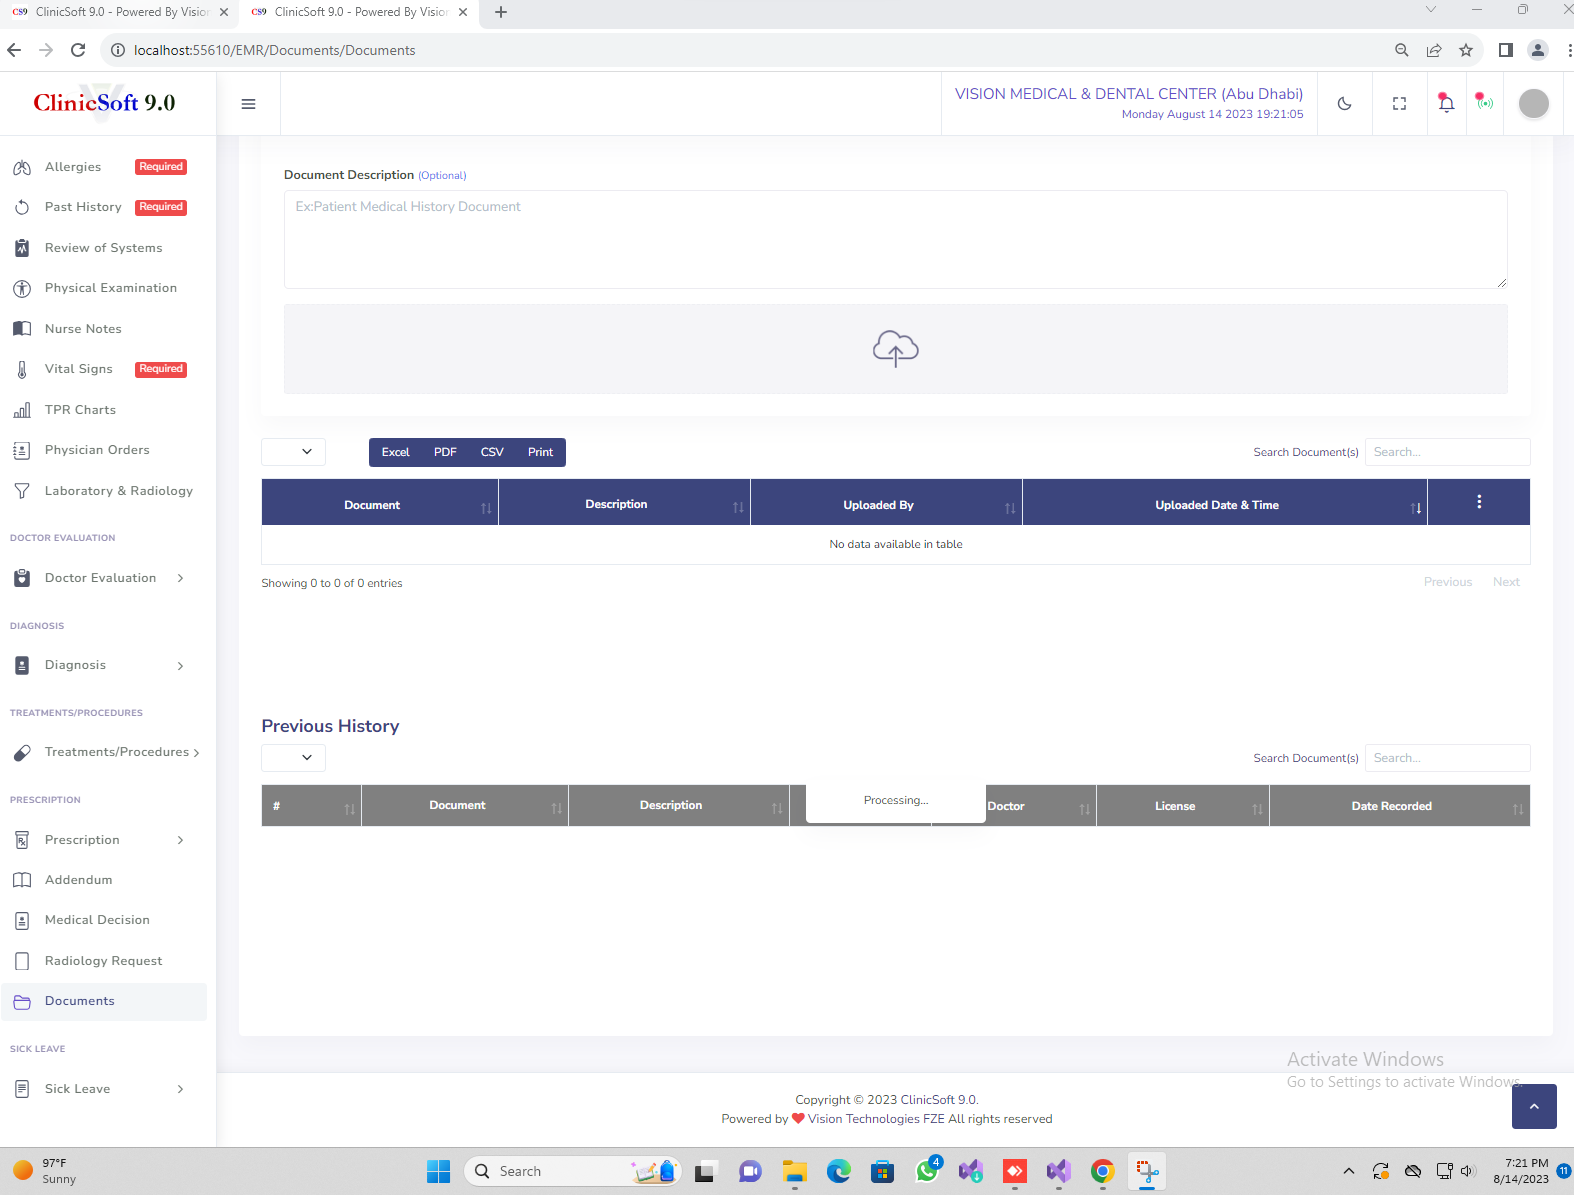 CS9 ClinicSoft 9.0 - Powered By Vision
CS9 ClinicSoft 9.0 - Powered By Vision
localhost:55610/EMR/Documents/Documents
ClinicSoft 9.0
VISION MEDICAL & DENTAL CENTER (Abu Dhabi)
Monday August 14 2023 19:21:05
Allergies Required
Past History Required
Review of Systems
Physical Examination
Nurse Notes
Vital Signs Required
TPR Charts
Physician Orders
Laboratory & Radiology
DOCTOR EVALUATION
Doctor Evaluation
DIAGNOSIS
Diagnosis
TREATMENTS/PROCEDURES
Treatments/Procedures
PRESCRIPTION
Prescription
Addendum
Medical Decision
Radiology Request
Documents
SICK LEAVE
Sick Leave
Document Description (Optional)
Ex:Patient Medical History Document
Excel PDF CSV Print
Search Document(s) Search...
Document Description Uploaded By Uploaded Date & Time
No data available in table
Showing 0 to 0 of 0 entries
Previous Next
Previous History
Search Document(s) Search...
# Document Description Doctor License Date Recorded
Processing...
Activate Windows
Go to Settings to activate Windows.
Copyright © 2023 ClinicSoft 9.0.
Powered by ❤ Vision Technologies FZE All rights reserved
97°F
Sunny
Search
4
7:21 PM
8/14/2023
11